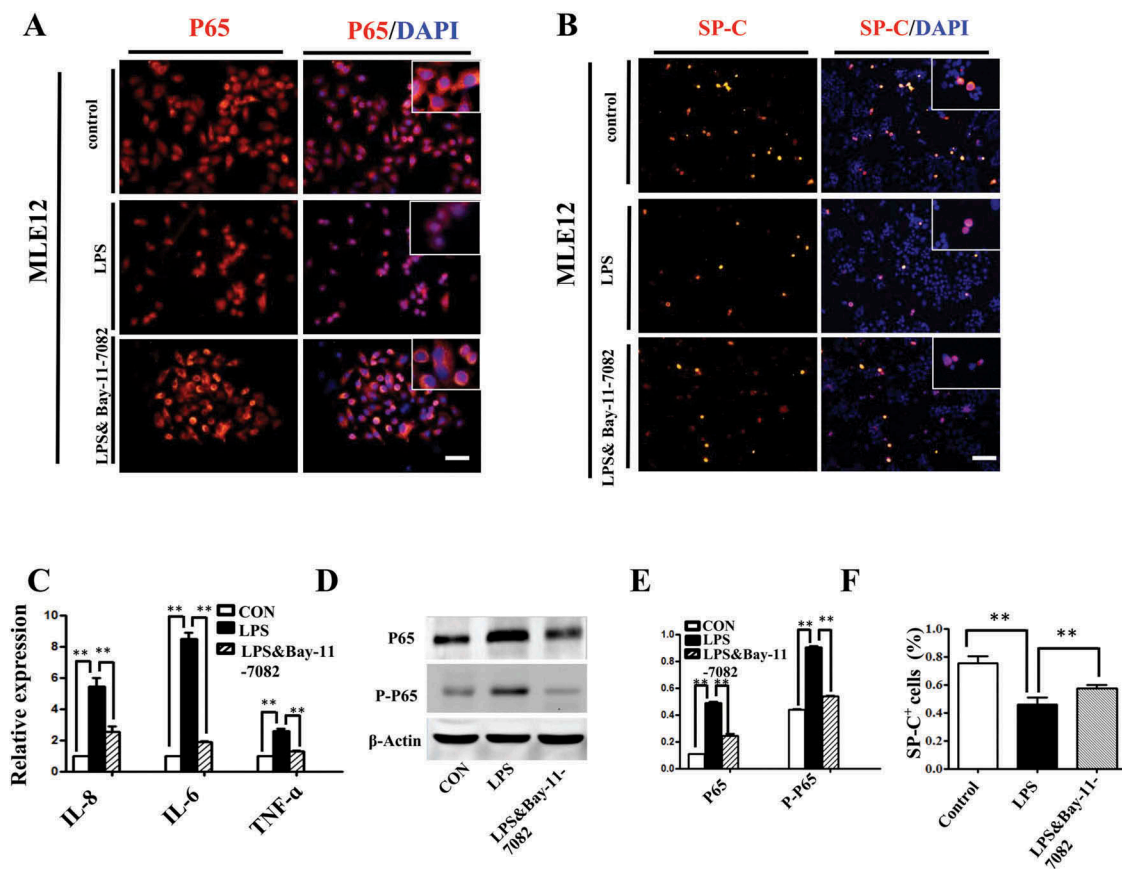 A
P65
P65/DAPI
MLE12
control
LPS
LPS& Bay-11-7082
B
SP-C
SP-C/DAPI
MLE12
control
LPS
LPS& Bay-11-7082
C
Relative expression
10
8
6
4
2
0
** **
** **
** **
CON
LPS
LPS&Bay-11
-7082
IL-8
IL-6
TNF-α
D
P65
P-P65
β-Actin
CON
LPS
LPS&Bay-11-
7082
E
1.0
0.8
0.6
0.4
0.2
0.0
** **
** **
CON
LPS
LPS&Bay-11
-7082
P65
P-P65
F
SP-C+ cells (%)
1.0
0.8
0.6
0.4
0.2
0.0
**
**
Control
LPS
LPS&Bay-11-
7082